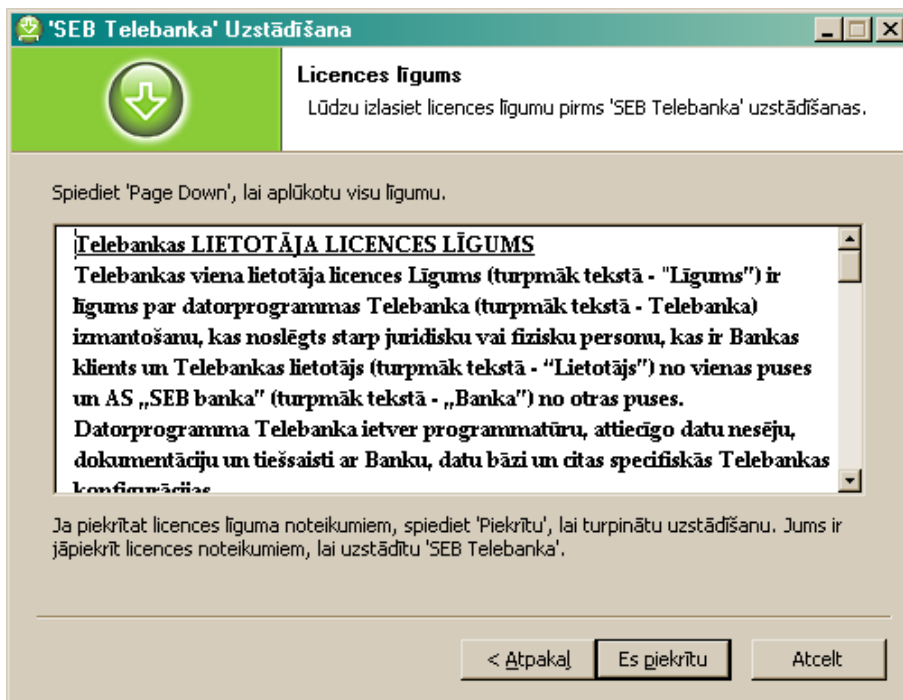 'SEB Telebanka' Uzstādīšana
Licences līgums
Lūdzu izlasiet licences līgumu pirms 'SEB Telebanka' uzstādīšanas.
Spiediet 'Page Down', lai aplūkotu visu līgumu.
Telebankas LIETOTĀJA LICENCES LĪGUMS
Telebankas viena lietotāja licences Līgums (turpmāk tekstā - "Līgums") ir
līgums par datorprogrammas Telebanka (turpmāk tekstā - Telebanka)
izmantošanu, kas noslēgts starp juridisku vai fizisku personu, kas ir Bankas
klients un Telebankas lietotājs (turpmāk tekstā - “Lietotājs”) no vienas puses
un AS „SEB banka” (turpmāk tekstā - „Banka”) no otras puses.
Datorprogramma Telebanka ietver programmatūru, attiecīgo datu nesēju,
dokumentāciju un tiešsaisti ar Banku, datu bāzi un citas specifiskās Telebankas
konfigurācijas
Ja piekrītat licences līguma noteikumiem, spiediet 'Piekrītu', lai turpinātu uzstādīšanu. Jums ir
jāpiekrīt licences noteikumiem, lai uzstādītu 'SEB Telebanka'.
< Atpakaļ
Es piekrītu
Atcelt